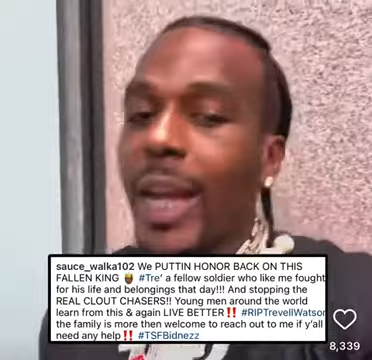 sauce_walka102 We PUTTIN HONOR BACK ON THIS
FALLEN KING 🤴🏾 #Tre' a fellow soldier who like me fought
for his life and belongings that day!!! And stopping the
REAL CLOUT CHASERS!! Young men around the world
learn from this & again LIVE BETTER‼️ #RIPTrevellWatson
the family is more then welcome to reach out to me if y'all
need any help‼️ #TSFBidnezz
8,339